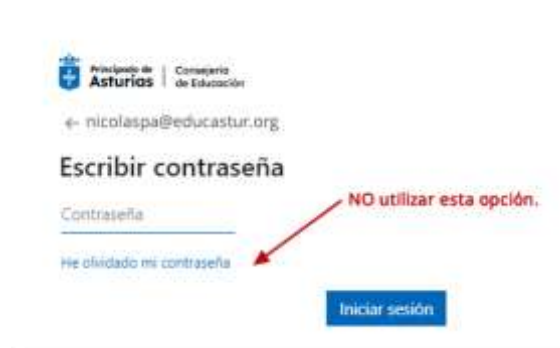 Principado de
Asturias
Consejería
de Educación
← nicolaspa@educastur.org
Escribir contraseña
Contraseña
NO utilizar esta opción.
He olvidado mi contraseña
Iniciar sesión